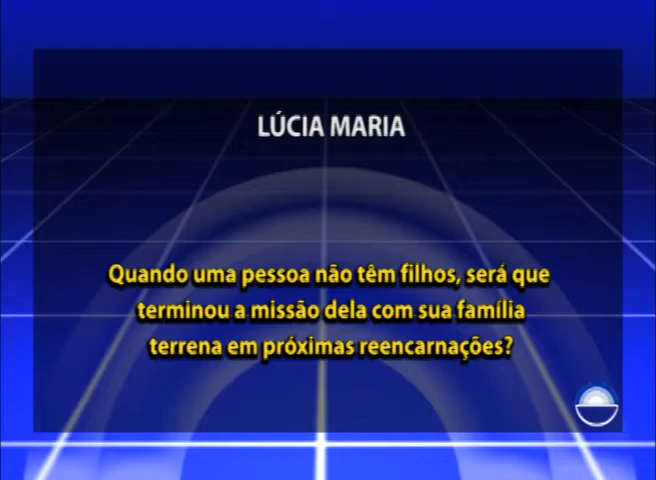 LÚCIA MARIA
Quando uma pessoa não têm filhos, será que
terminou a missão dela com sua família
terrena em próximas reencarnações?